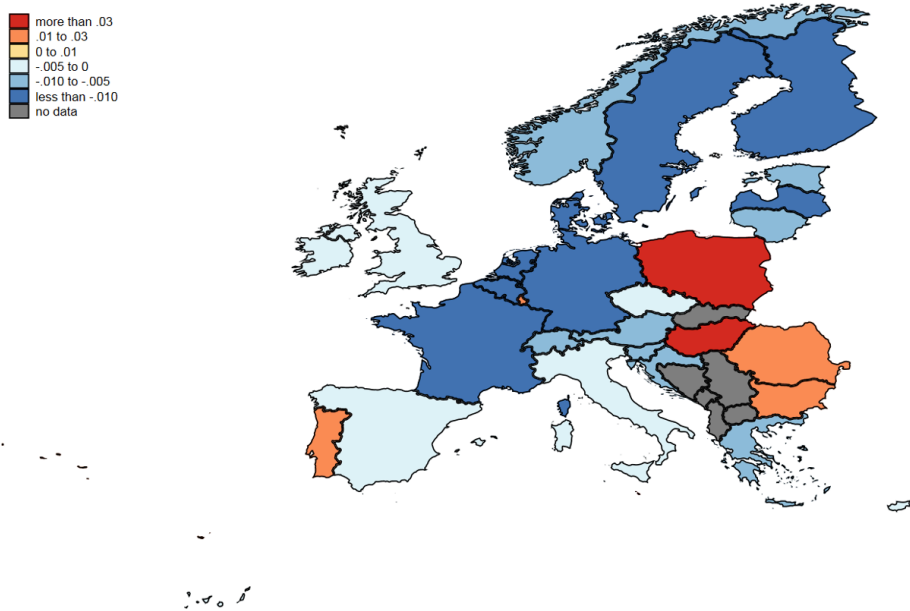 more than .03
.01 to .03
0 to .01
-.005 to 0
-.010 to -.005
less than -.010
no data